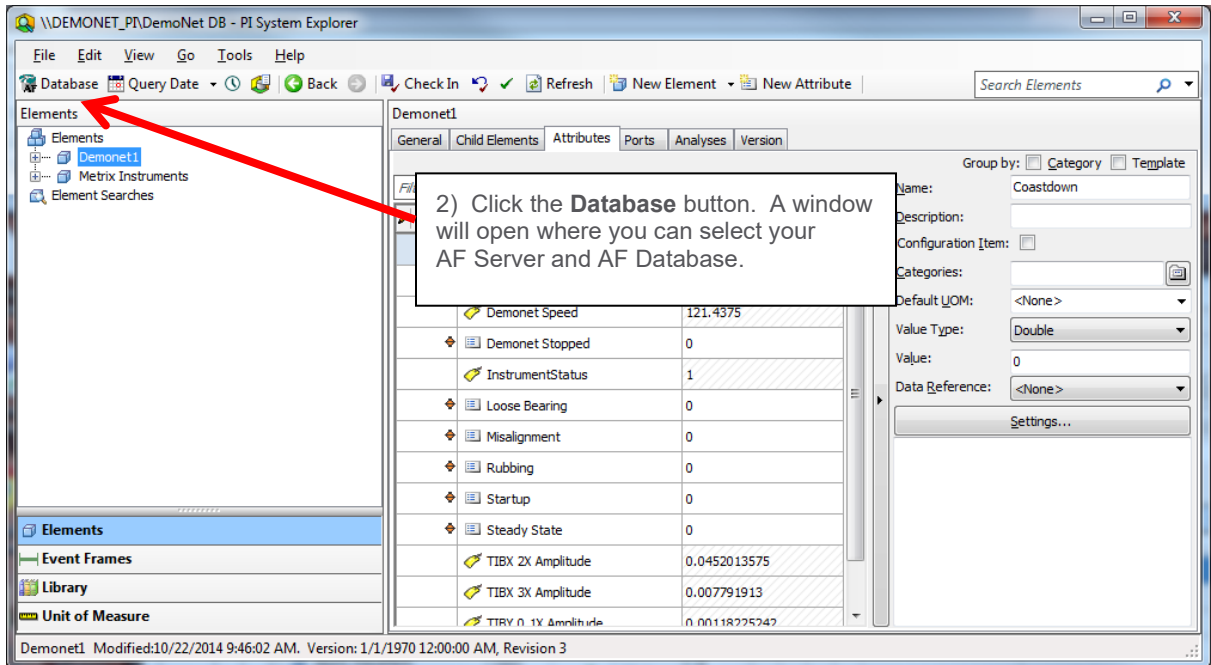 \\DEMONET_PI\DemoNet DB - PI System Explorer
File Edit View Go Tools Help
Database Query Date Back Check In Refresh New Element New Attribute Search Elements
Elements
Elements
Demonet1
Metrix Instruments
Element Searches
Demonet1
General Child Elements Attributes Ports Analyses Version
Group by: Category Template
2) Click the Database button. A window
will open where you can select your
AF Server and AF Database.
Demonet Speed 121.4375
Demonet Stopped 0
InstrumentStatus 1
Loose Bearing 0
Misalignment 0
Rubbing 0
Startup 0
Steady State 0
TIBX 2X Amplitude 0.0452013575
TIBX 3X Amplitude 0.007791913
TIBY 0.1X Amplitude 0.00118225242
Name: Coastdown
Description:
Configuration Item:
Categories:
Default UOM: <None>
Value Type: Double
Value: 0
Data Reference: <None>
Settings...
Elements
Event Frames
Library
Unit of Measure
Demonet1 Modified:10/22/2014 9:46:02 AM. Version: 1/1/1970 12:00:00 AM, Revision 3